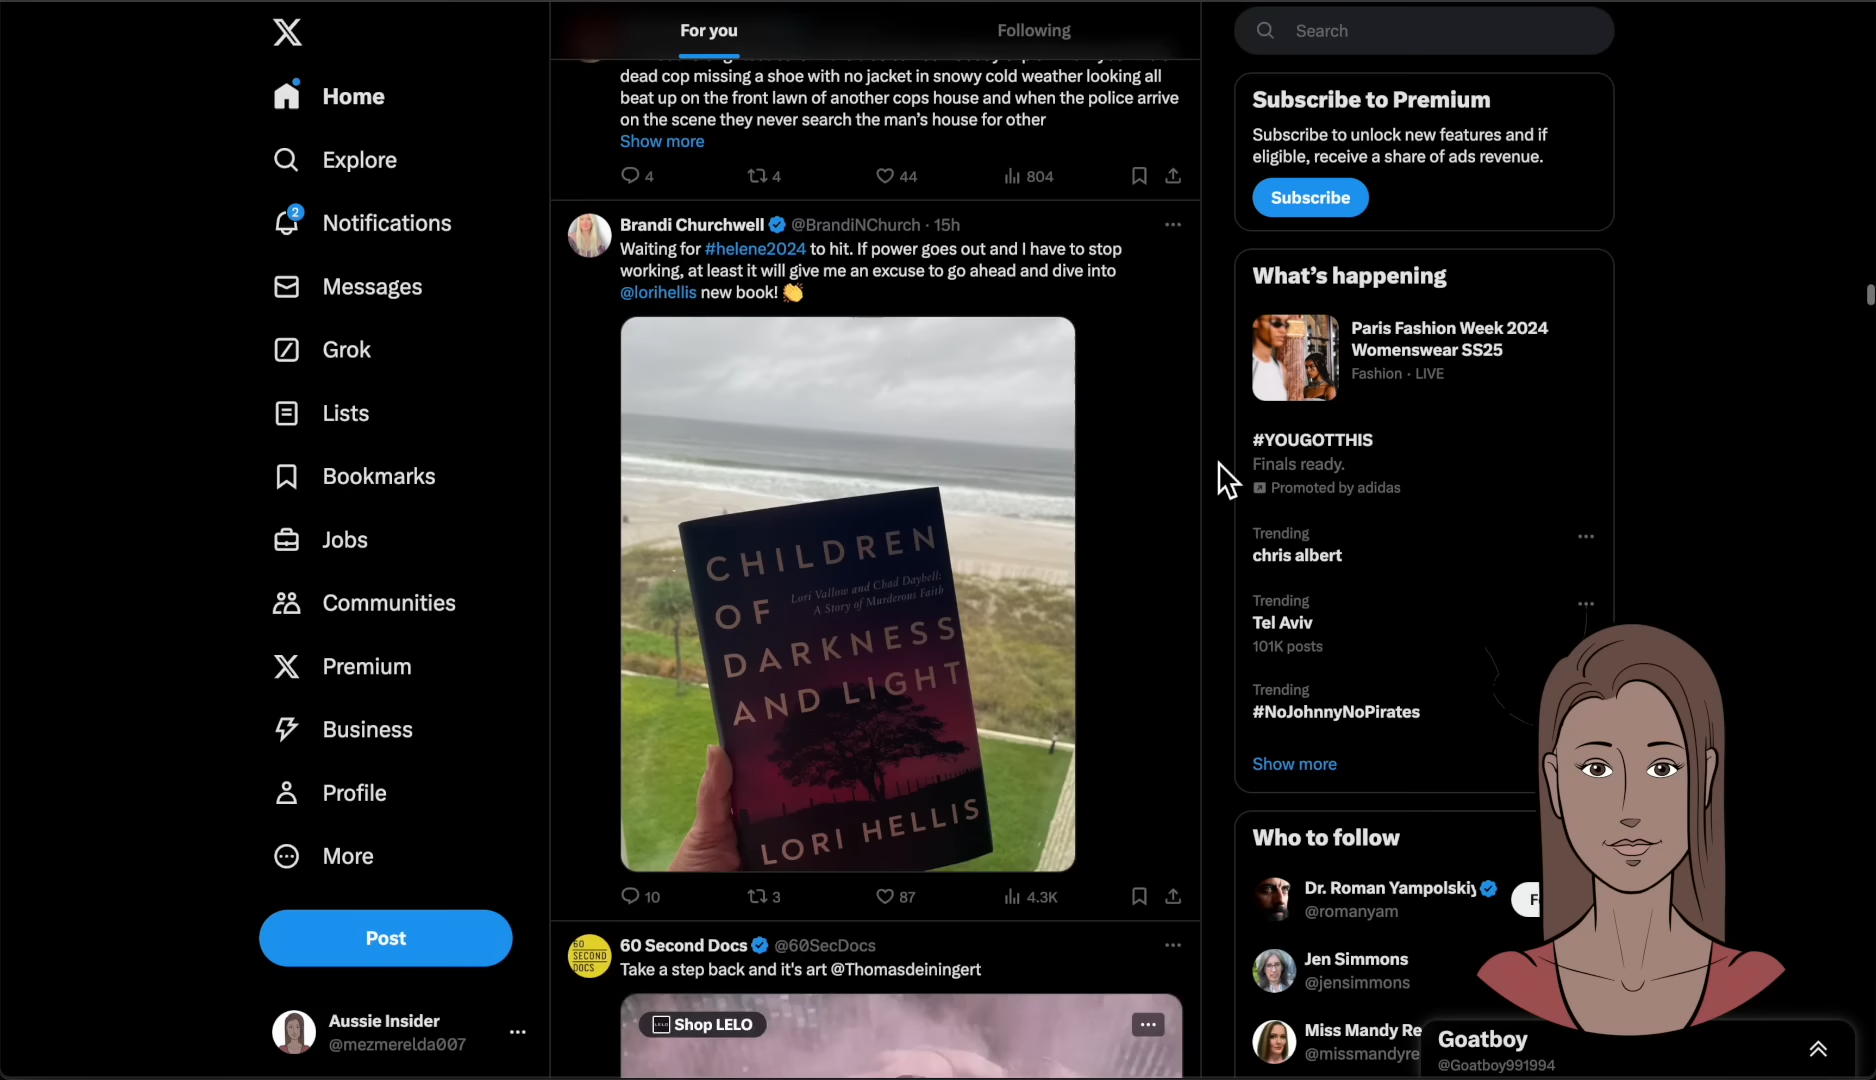 Home
Explore
2
Notifications
Messages
Grok
Lists
Bookmarks
Jobs
Communities
Premium
Business
Profile
More
Post
Aussie Insider
@mezmerelda007
For you
Following
dead cop missing a shoe with no jacket in snowy cold weather looking all
beat up on the front lawn of another cops house and when the police arrive
on the scene they never search the man's house for other
Show more
4
4
44
804
Brandi Churchwell @BrandiNChurch · 15h
Waiting for #helene2024 to hit. If power goes out and I have to stop
working, at least it will give me an excuse to go ahead and dive into
@lorihellis new book! 👏
CHILDREN
OF
Lori Vallow and Chad Daybell:
A Story of Murderous Faith
DARKNESS
AND LIGHT
LORI HELLIS
10
3
87
4.3K
60 SECOND DOCS
60 Second Docs @60SecDocs
Take a step back and it's art @Thomasdeiningert
Shop LELO
Search
Subscribe to Premium
Subscribe to unlock new features and if
eligible, receive a share of ads revenue.
Subscribe
What's happening
Paris Fashion Week 2024
Womenswear SS25
Fashion · LIVE
#YOUGOTTHIS
Finals ready.
Promoted by adidas
Trending
chris albert
Trending
Tel Aviv
101K posts
Trending
#NoJohnnyNoPirates
Show more
Who to follow
Dr. Roman Yampolskiy
@romanyam
Jen Simmons
@jensimmons
Miss Mandy Re
@missmandyre
Goatboy
@Goatboy991994